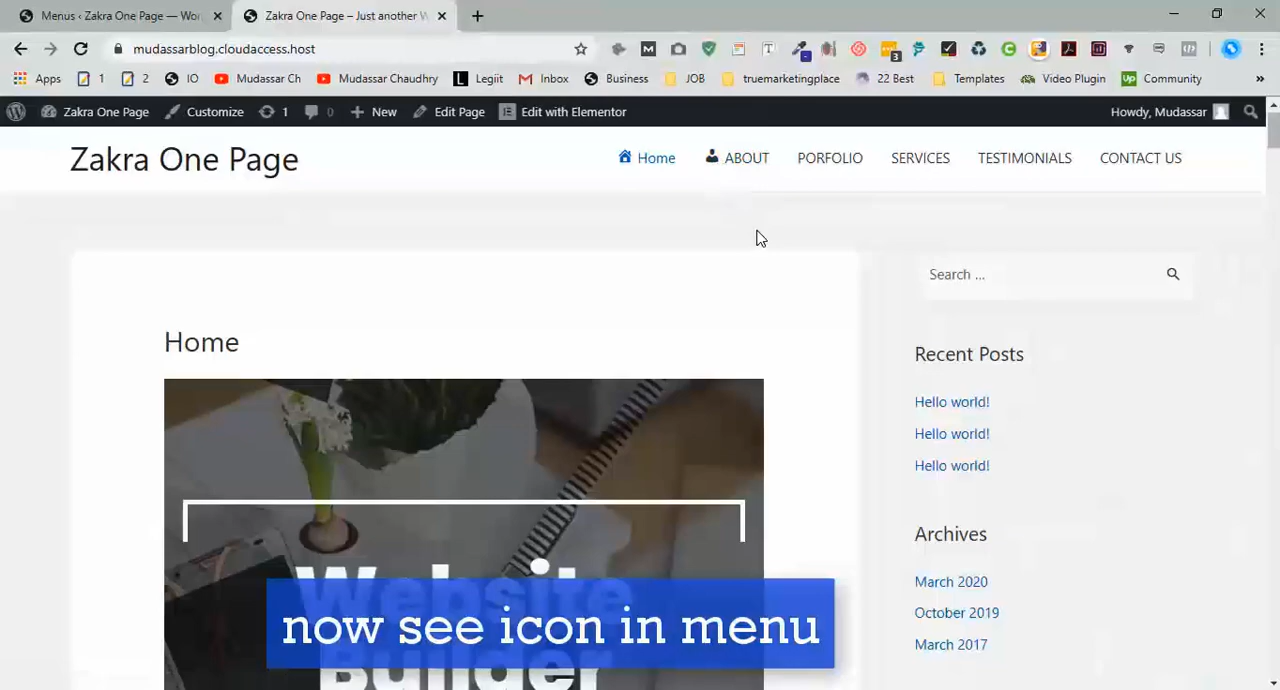 Menus ‹ Zakra One Page — Wor
Zakra One Page – Just another W
mudassarblog.cloudaccess.host
Apps 1 2 IO Mudassar Ch Mudassar Chaudhry Legiit Inbox Business JOB truemarketingplace 22 Best Templates Video Plugin Community »
Zakra One Page Customize 1 0 New Edit Page Edit with Elementor Howdy, Mudassar
Zakra One Page
Home ABOUT PORFOLIO SERVICES TESTIMONIALS CONTACT US
Search ...
Home
Recent Posts
Hello world!
Hello world!
Hello world!
Archives
March 2020
October 2019
March 2017
Website
Builder
now see icon in menu